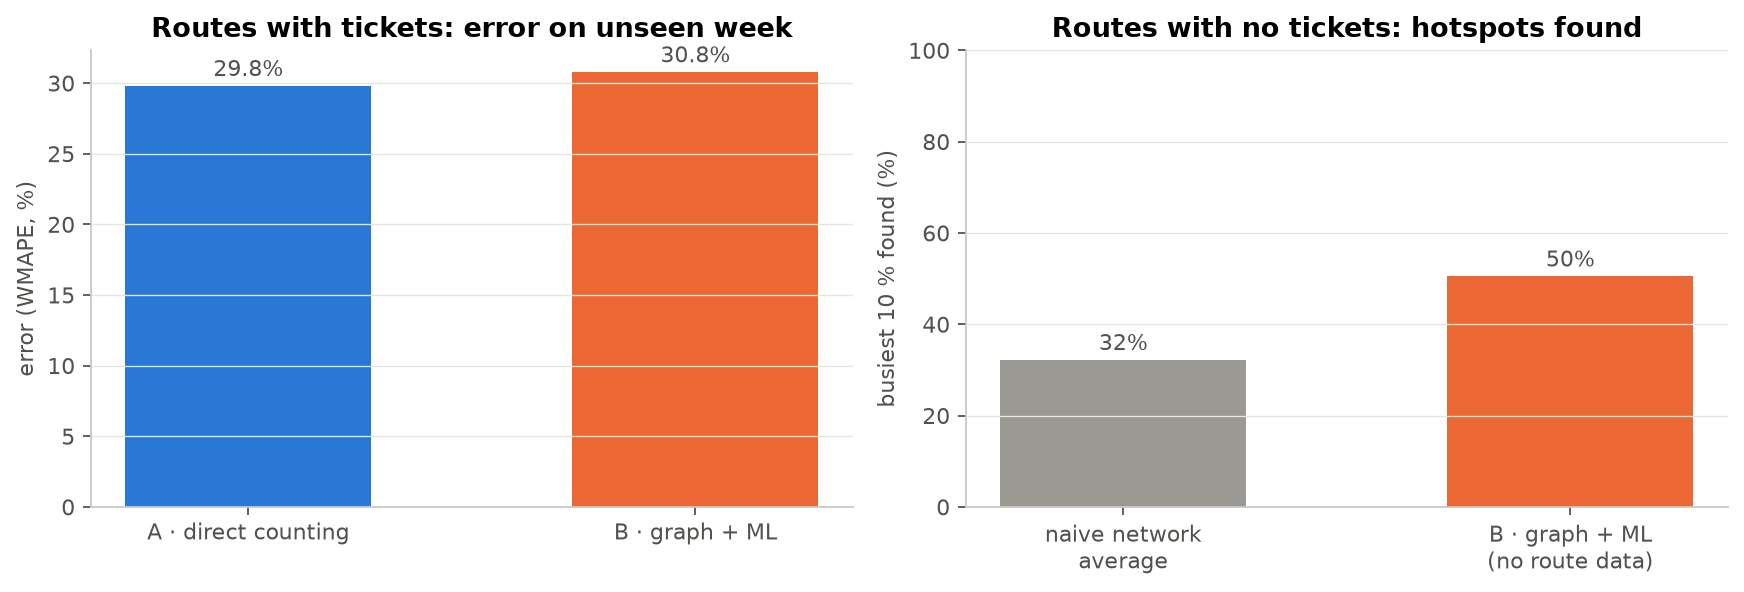 Routes with tickets: error on unseen week
error (WMAPE, %)
30
25
20
15
10
5
0
29.8%
30.8%
A · direct counting
B · graph + ML
Routes with no tickets: hotspots found
busiest 10 % found (%)
100
80
60
40
20
0
32%
50%
naive network
average
B · graph + ML
(no route data)